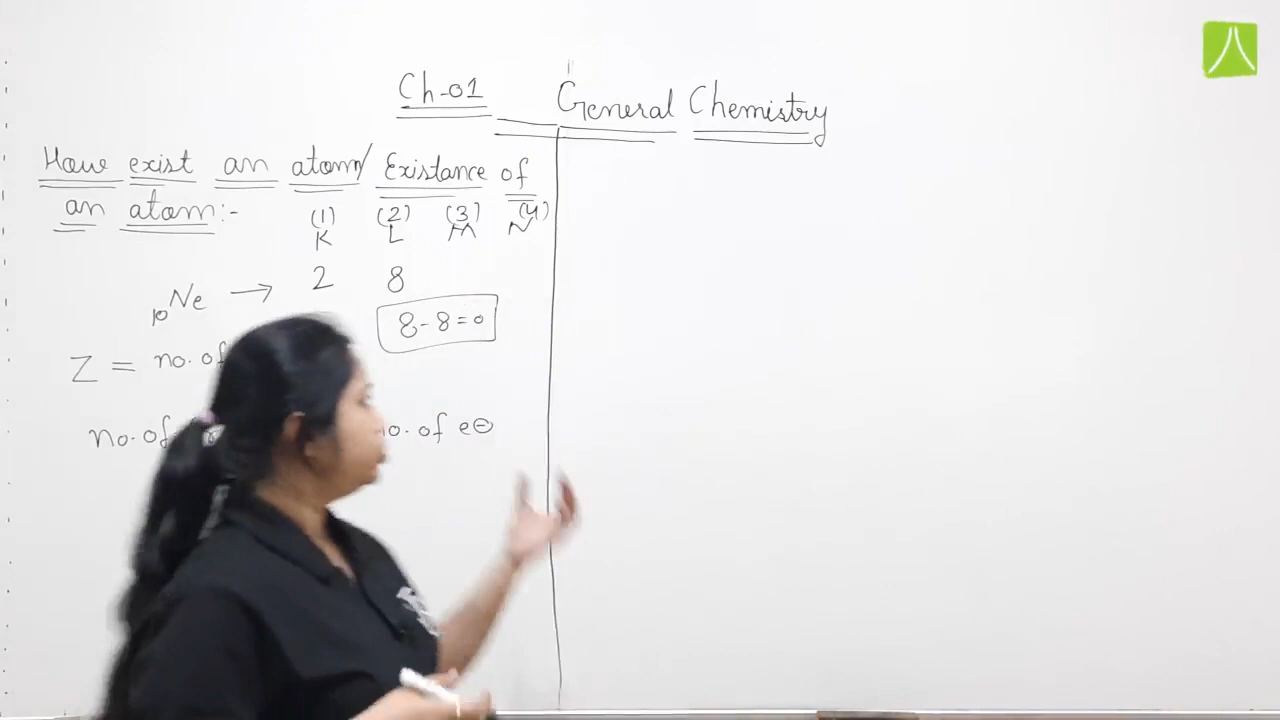 Ch-01 General Chemistry
How exist an atom/ Existance of
an atom:-
(1) (2) (3) (4)
K L M N
10Ne → 2 8
8-8=0
Z = no. of
no. of no. of e⊖